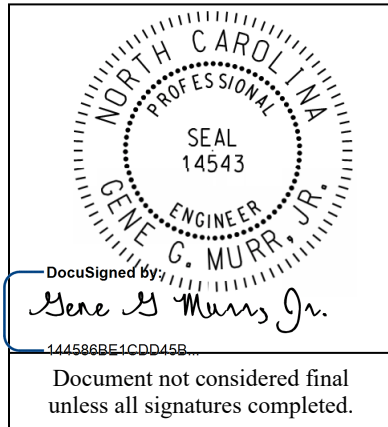 NORTH CAROLINA
PROFESSIONAL
SEAL
14543
ENGINEER
GENE G. MURR, JR.
DocuSigned by:
Gene G Murr, Jr.
144586BE1CDD45B...
Document not considered final
unless all signatures completed.